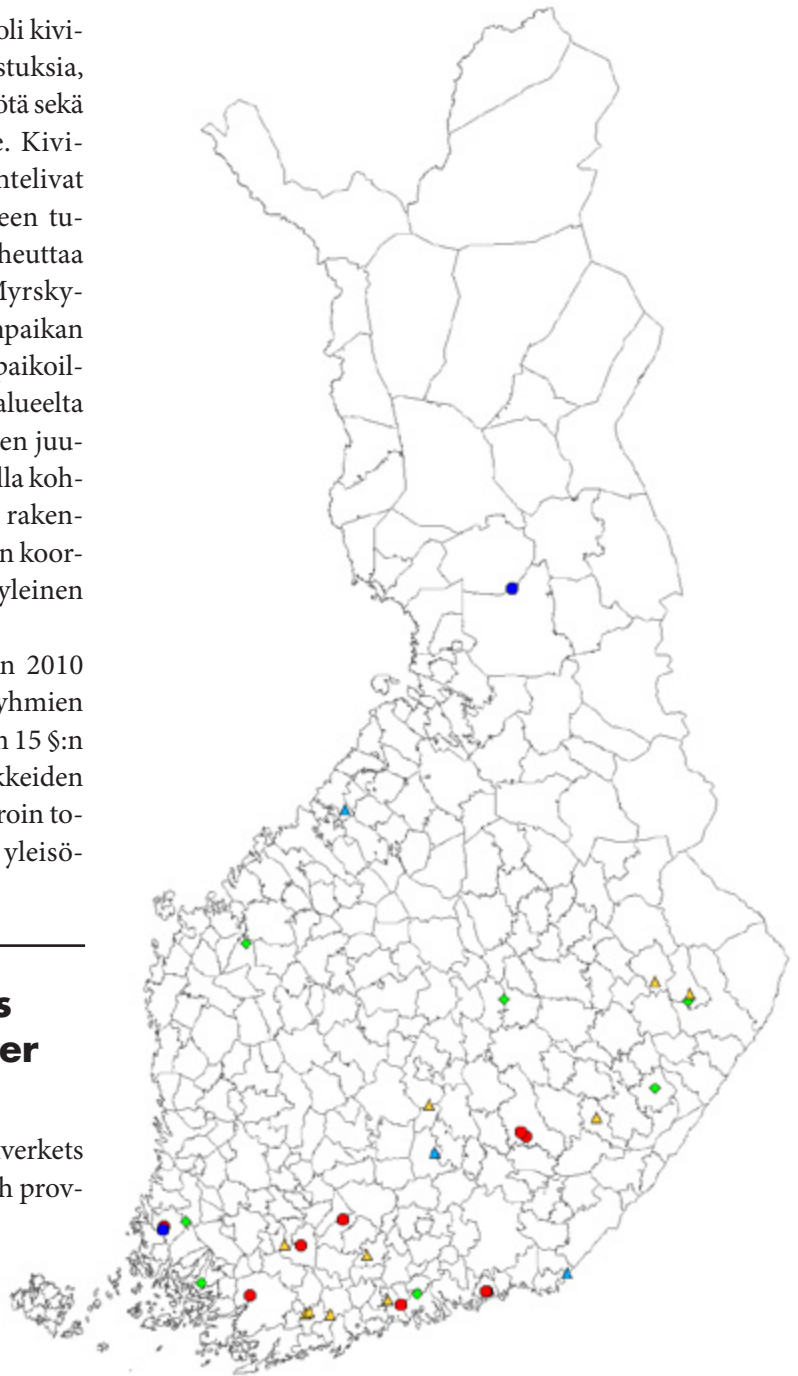 oli kivi-
stuksia,
ötä sekä
e. Kivi-
ntelivat
een tu-
heuttaa
Myrsky-
npaikan
paikoil-
alueelta
en juu-
lla koh-
raken-
n koor-
yleinen
n 2010
yhmien
n 15 §:n
kkeiden
roin to-
yleisö-
s
er
verkets
h prov-